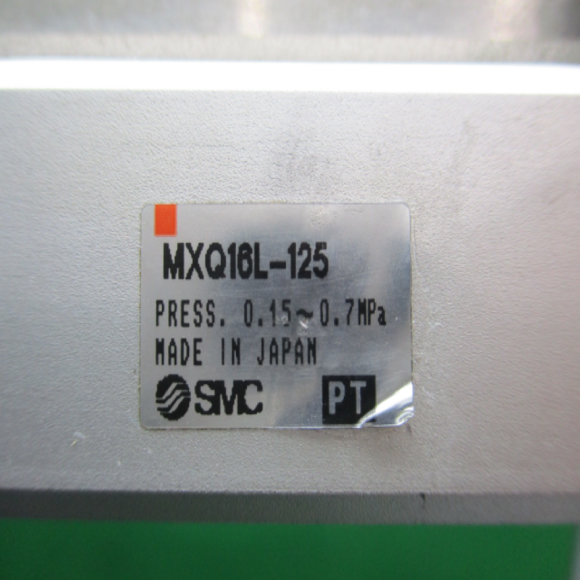 MXQ16L-125
PRESS. 0.15~0.7MPa
MADE IN JAPAN
SMC PT